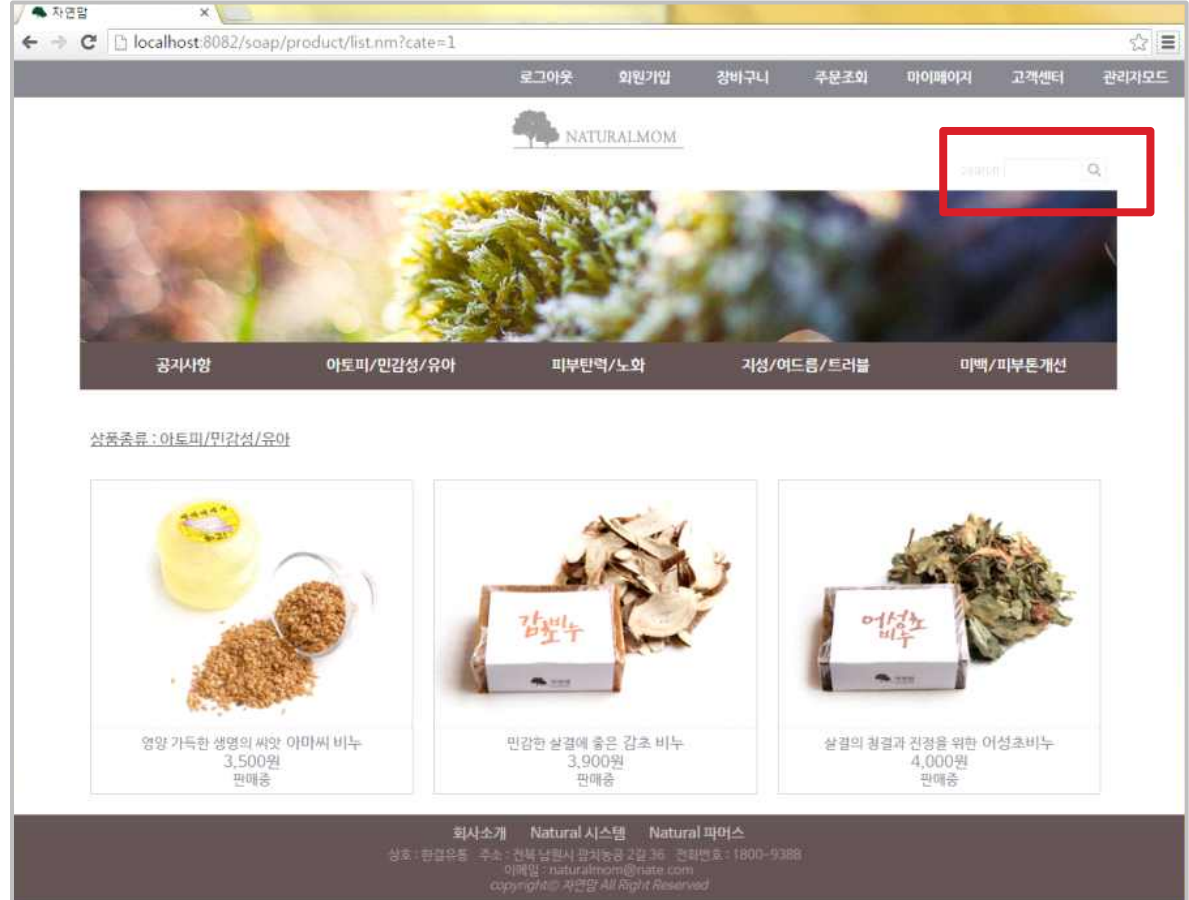 자연맘
localhost:8082/soap/product/list.nm?cate=1
로그아웃 회원가입 장바구니 주문조회 마이페이지 고객센터 관리자모드
NATURALMOM
search
공지사항 아토피/민감성/유아 피부탄력/노화 지성/여드름/트러블 미백/피부톤개선
상품종류 : 아토피/민감성/유아
감초비누
어성초비누
자연맘
자연맘
영양 가득한 생명의 씨앗 아마씨 비누
민감한 살결에 좋은 감초 비누
살결의 청결과 진정을 위한 어성초비누
3,500원
3,900원
4,000원
판매중
판매중
판매중
회사소개 Natural 시스템 Natural 파머스
상호 : 한결유통 주소 : 전북 남원시 2길 36 전화번호 : 1800-9388
이메일 : naturalmom@nate.com
copyright© 자연맘 All Right Reserved